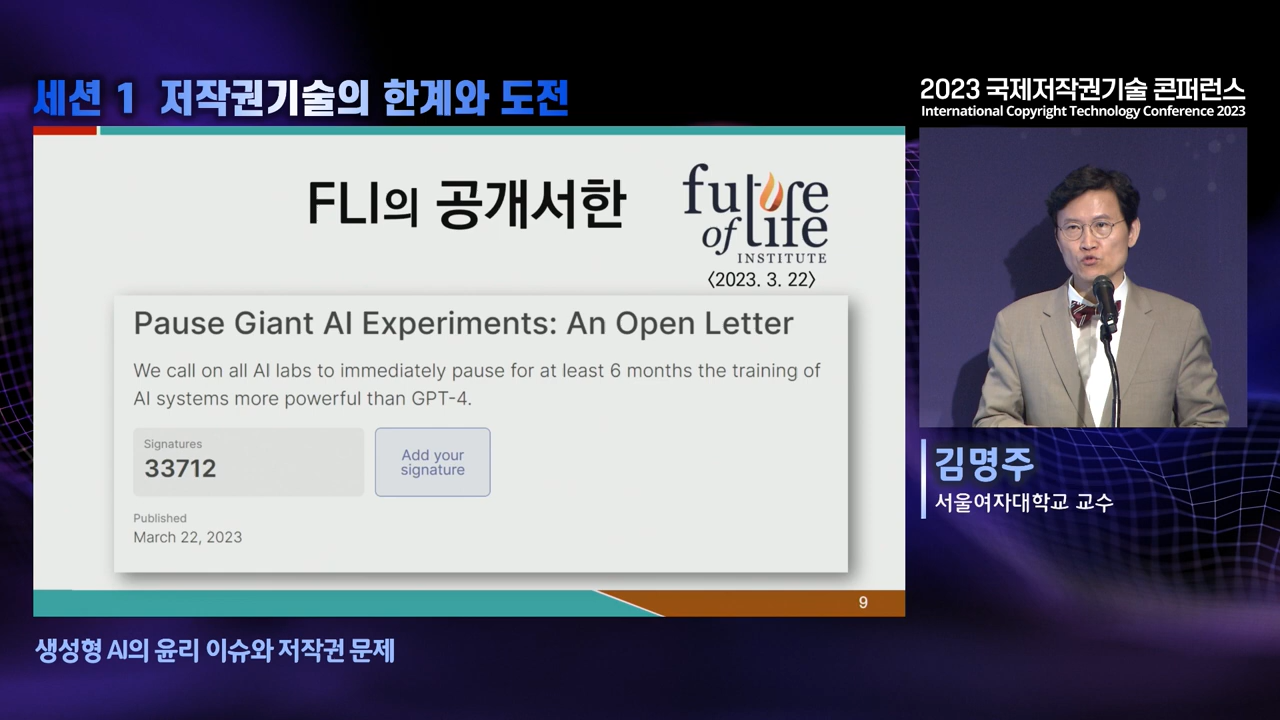 세션 1 저작권기술의 한계와 도전
2023 국제저작권기술 콘퍼런스
International Copyright Technology Conference 2023
FLI의 공개서한
future
of life
INSTITUTE
〈2023. 3. 22〉
Pause Giant AI Experiments: An Open Letter
We call on all AI labs to immediately pause for at least 6 months the training of
AI systems more powerful than GPT-4.
Signatures
33712
Add your
signature
Published
March 22, 2023
9
김명주
서울여자대학교 교수
생성형 AI의 윤리 이슈와 저작권 문제